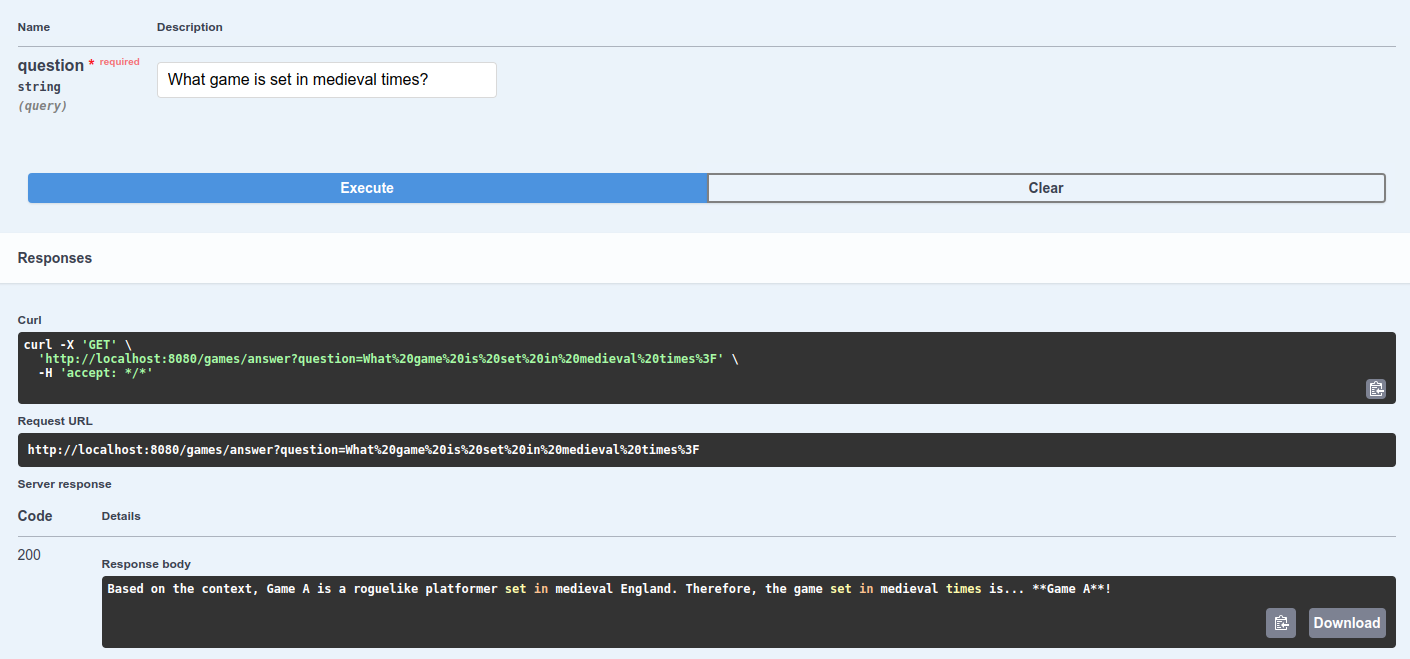 Name Description
question * required
What game is set in medieval times?
string
(query)
Execute Clear
Responses
Curl
curl -X 'GET' \
'http://localhost:8080/games/answer?question=What%20game%20is%20set%20in%20medieval%20times%3F' \
-H 'accept: */*'
Request URL
http://localhost:8080/games/answer?question=What%20game%20is%20set%20in%20medieval%20times%3F
Server response
Code Details
200
Response body
Based on the context, Game A is a roguelike platformer set in medieval England. Therefore, the game set in medieval times is... **Game A**!
Download